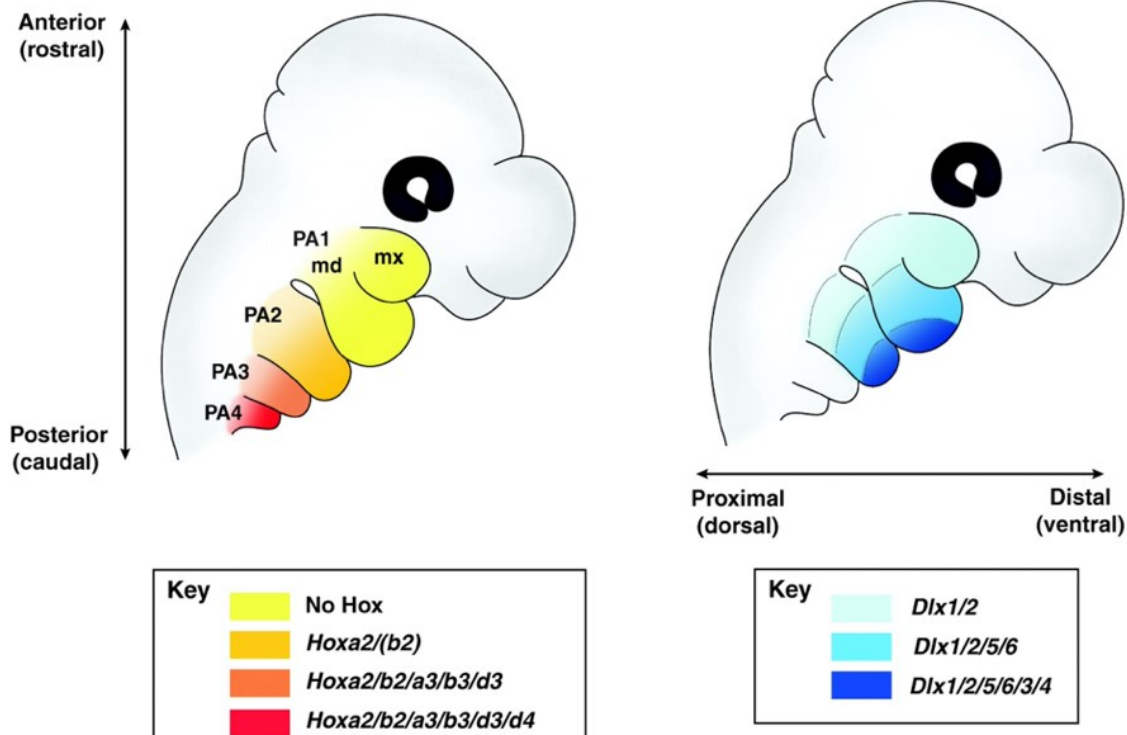 Anterior
(rostral)
PA1
md
mx
PA2
PA3
PA4
Posterior
(caudal)
Proximal
(dorsal)
Distal
(ventral)
Key
No Hox
Hoxa2/(b2)
Hoxa2/b2/a3/b3/d3
Hoxa2/b2/a3/b3/d3/d4
Key
Dlx1/2
Dlx1/2/5/6
Dlx1/2/5/6/3/4